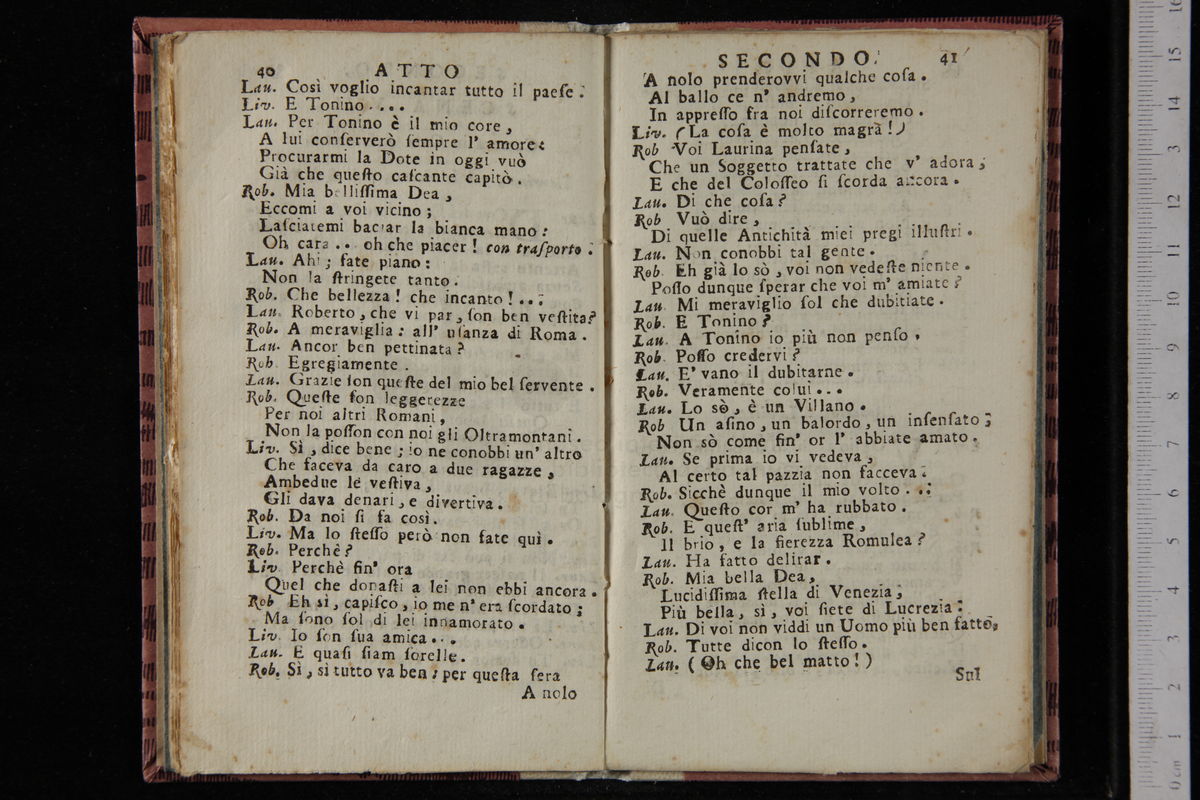 40 ATTO
Lau. Così voglio incantar tutto il paeſe.
Liv. E Tonino....
Lau. Per Tonino è il mio core,
A lui conſerverò ſempre l' amore:
Procurarmi la Dote in oggi vuò
Già che queſto caſcante capitò.
Rob. Mia belliſſima Dea,
Eccomi a voi vicino;
Laſciatemi baciar la bianca mano:
Oh cara .. oh che piacer! con traſporto.
Lau. Ahi; fate piano:
Non la ſtringete tanto.
Rob. Che bellezza! che incanto!...
Lau. Roberto, che vi par, ſon ben veſtita?
Rob. A meraviglia: all' uſanza di Roma.
Lau. Ancor ben pettinata?
Rob. Egregiamente.
Lau. Grazie ſon queſte del mio bel ſervente.
Rob. Queſte ſon leggerezze
Per noi altri Romani,
Non la poſſon con noi gli Oltramontani.
Liv. Sì, dice bene; io ne conobbi un' altro
Che faceva da caro a due ragazze,
Ambedue le veſtiva,
Gli dava denari, e divertiva.
Rob. Da noi ſi fa così.
Liv. Ma lo ſteſſo però non fate quì.
Rob. Perchè?
Liv. Perchè fin' ora
Quel che donaſti a lei non ebbi ancora.
Rob Eh sì, capiſco, io me n' era ſcordato;
Ma ſono ſol di lei innamorato.
Liv. Io ſon ſua amica...
Lau. E quaſi ſiam ſorelle.
Rob. Sì, sì tutto va ben; per queſta ſera
A nolo
SECONDO. 41
A nolo prenderovvi qualche coſa.
Al ballo ce n' andremo,
In appreſſo fra noi diſcorreremo.
Liv. (La coſa è molto magra!)
Rob Voi Laurina penſate,
Che un Soggetto trattate che v' adora;
E che del Coloſſeo ſi ſcorda ancora.
Lau. Di che coſa?
Rob Vuò dire,
Di quelle Antichità miei pregi illuſtri.
Lau. Non conobbi tal gente.
Rob. Eh già lo sò, voi non vedeſte niente.
Poſſo dunque ſperar che voi m' amiate?
Lau. Mi meraviglio ſol che dubitiate.
Rob. E Tonino?
Lau. A Tonino io più non penſo.
Rob. Poſſo credervi?
Lau. E' vano il dubitarne.
Rob. Veramente colui...
Lau. Lo sò, è un Villano.
Rob Un aſino, un balordo, un inſenſato;
Non sò come fin' or l' abbiate amato.
Lau. Se prima io vi vedeva,
Al certo tal pazzia non facceva.
Rob. Sicchè dunque il mio volto...
Lau. Queſto cor m' ha rubbato.
Rob. E queſt' aria ſublime,
Il brio, e la fierezza Romulea?
Lau. Ha fatto delirar.
Rob. Mia bella Dea,
Lucidiſſima ſtella di Venezia;
Più bella, sì, voi ſiete di Lucrezia.
Lau. Di voi non viddi un Uomo più ben fatto.
Rob. Tutte dicon lo ſteſſo.
Lau. (Oh che bel matto!)
Sul